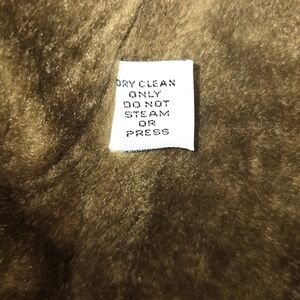 DRY CLEAN
ONLY
DO NOT
STEAM
OR
PRESS